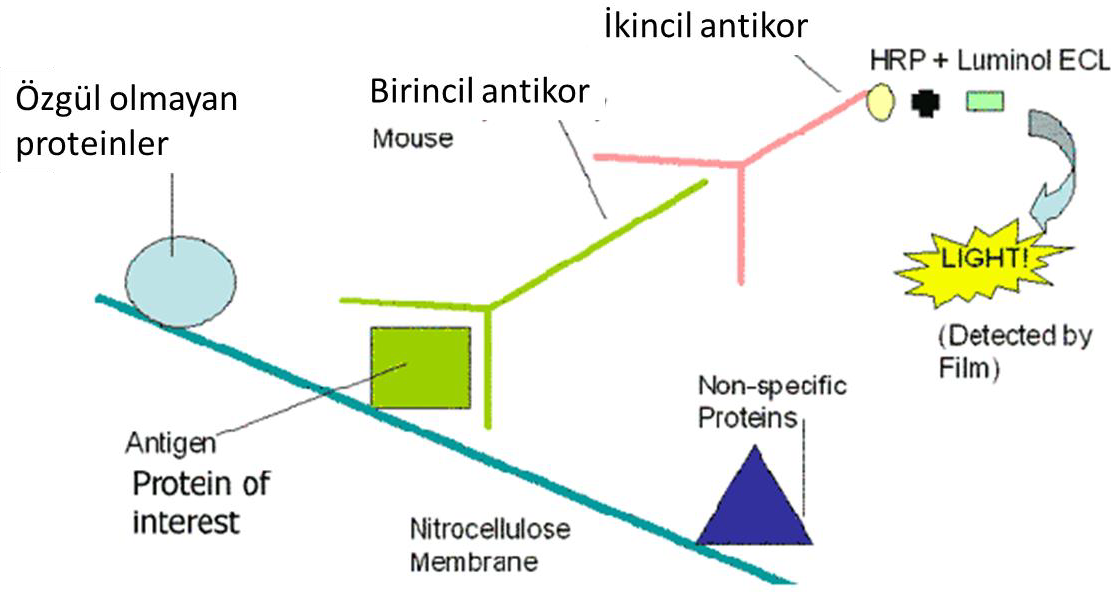 İkincil antikor
HRP + Luminol ECL
Birincil antikor
Mouse
Özgül olmayan
proteinler
LIGHT!
(Detected by
Film)
Non-specific
Proteins
Antigen
Protein of
interest
Nitrocellulose
Membrane